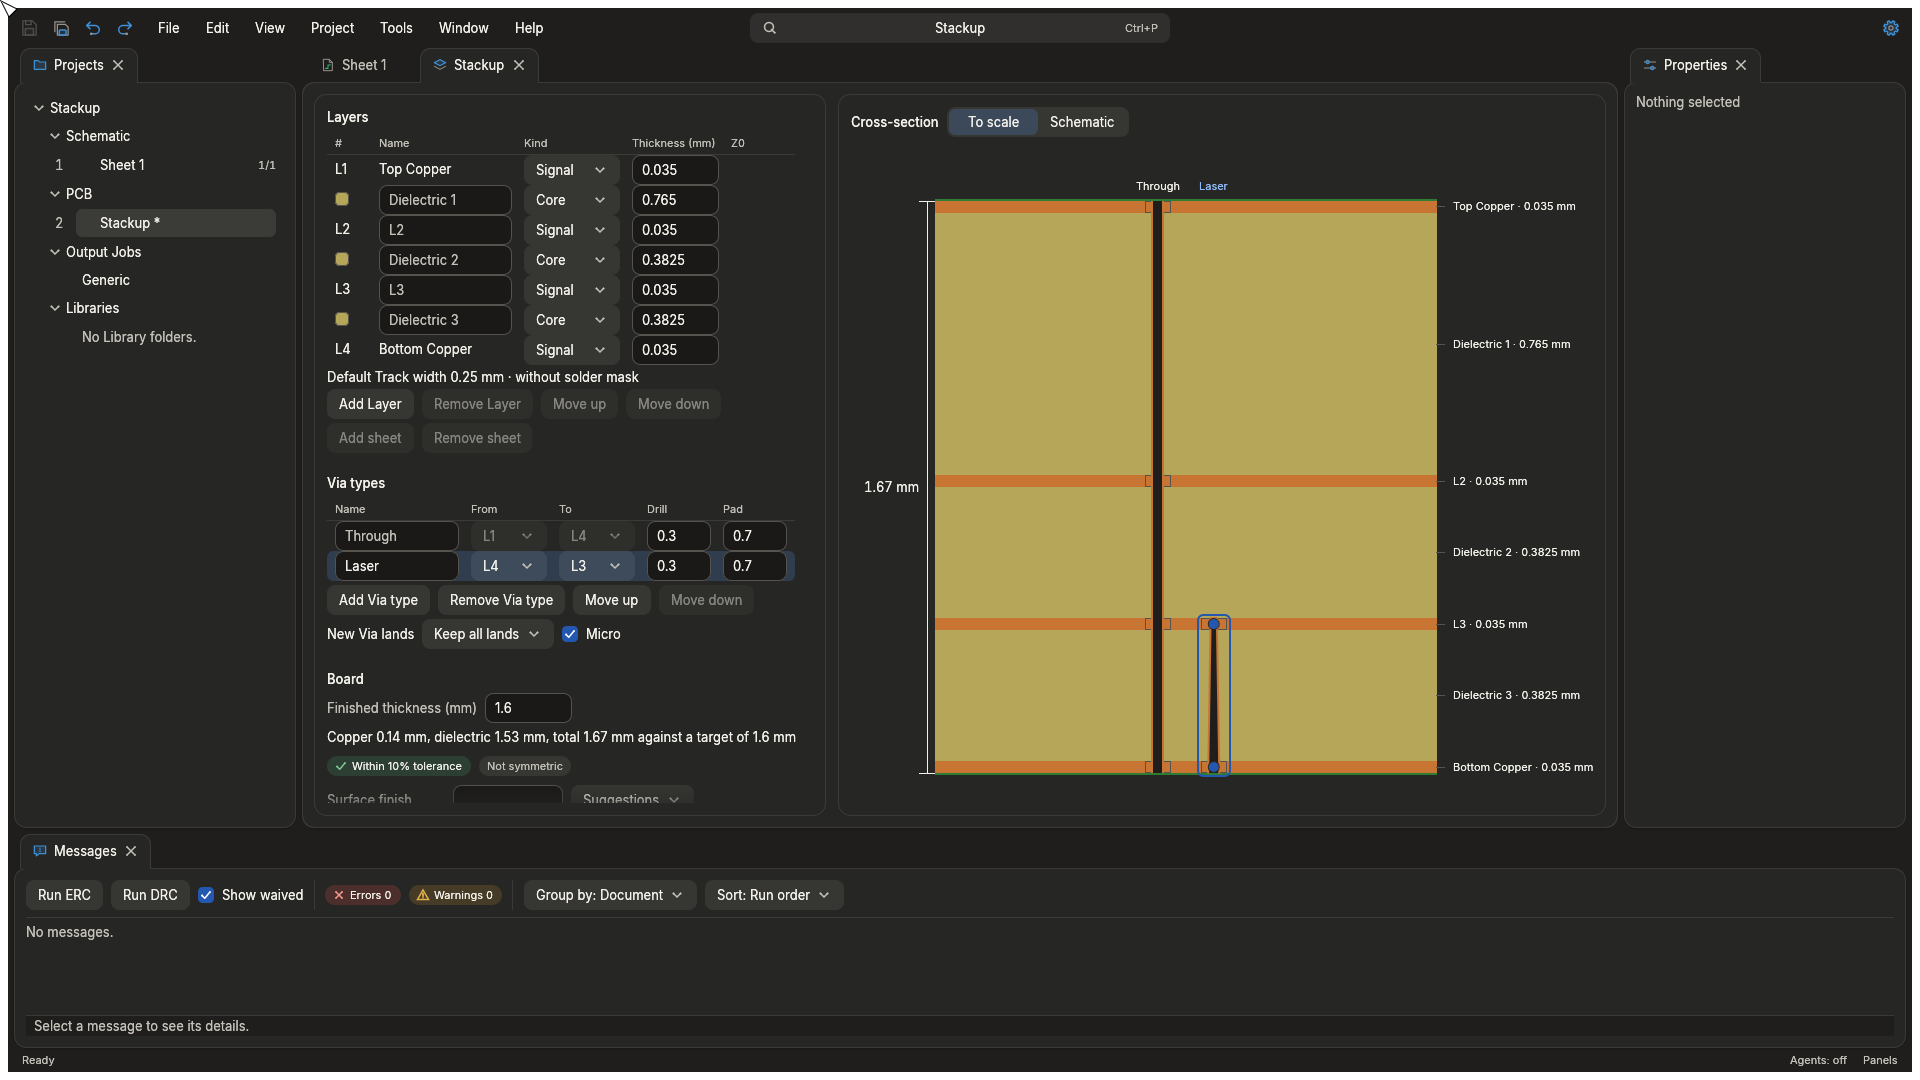 File Edit View Project Tools Window Help
Stackup Ctrl+P
Projects
Sheet 1
Stackup
Properties
Stackup
Schematic
1 Sheet 1 1/1
PCB
2 Stackup *
Output Jobs
Generic
Libraries
No Library folders.
Layers
# Name Kind Thickness (mm) Z0
L1 Top Copper Signal 0.035
Dielectric 1 Core 0.765
L2 L2 Signal 0.035
Dielectric 2 Core 0.3825
L3 L3 Signal 0.035
Dielectric 3 Core 0.3825
L4 Bottom Copper Signal 0.035
Default Track width 0.25 mm · without solder mask
Add Layer Remove Layer Move up Move down
Add sheet Remove sheet
Via types
Name From To Drill Pad
Through L1 L4 0.3 0.7
Laser L4 L3 0.3 0.7
Add Via type Remove Via type Move up Move down
New Via lands Keep all lands Micro
Board
Finished thickness (mm) 1.6
Copper 0.14 mm, dielectric 1.53 mm, total 1.67 mm against a target of 1.6 mm
Within 10% tolerance Not symmetric
Surface finish Suggestions
Cross-section To scale Schematic
Through Laser
Top Copper · 0.035 mm
Dielectric 1 · 0.765 mm
L2 · 0.035 mm
1.67 mm
Dielectric 2 · 0.3825 mm
L3 · 0.035 mm
Dielectric 3 · 0.3825 mm
Bottom Copper · 0.035 mm
Nothing selected
Messages
Run ERC Run DRC Show waived Errors 0 Warnings 0 Group by: Document Sort: Run order
No messages.
Select a message to see its details.
Ready Agents: off Panels